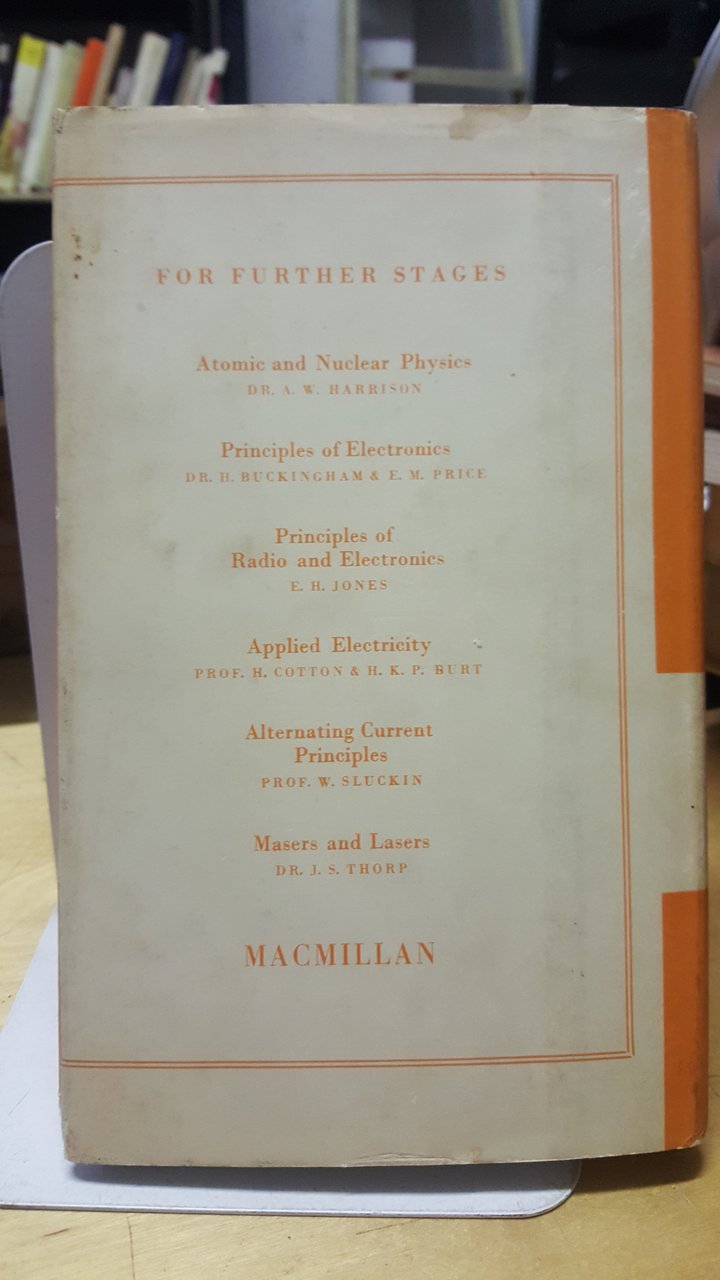 FOR FURTHER STAGES
Atomic and Nuclear Physics
DR. A. W. HARRISON
Principles of Electronics
DR. H. BUCKINGHAM & E. M. PRICE
Principles of
Radio and Electronics
E. H. JONES
Applied Electricity
PROF. H. COTTON & H. K. P. BURT
Alternating Current
Principles
PROF. W. SLUCKIN
Masers and Lasers
DR. J. S. THORP
MACMILLAN